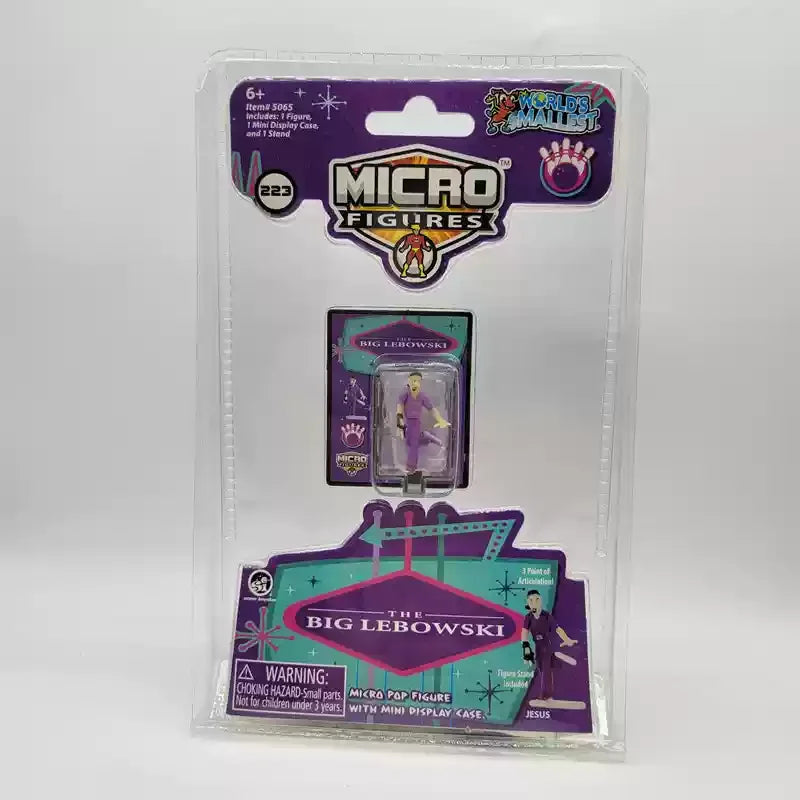 6+
Item# 5065
Includes: 1 Figure,
1 Mini Display Case,
and 1 Stand
WORLD'S
SMALLEST
223
MICRO
FIGURES
TM
THE
BIG LEBOWSKI
MICRO
FIGURES
3 Point of
Articulation!
THE
BIG LEBOWSKI
WARNING:
CHOKING HAZARD-Small parts.
Not for children under 3 years.
MICRO POP FIGURE
WITH MINI DISPLAY CASE.
Figure Stand
Included
JESUS